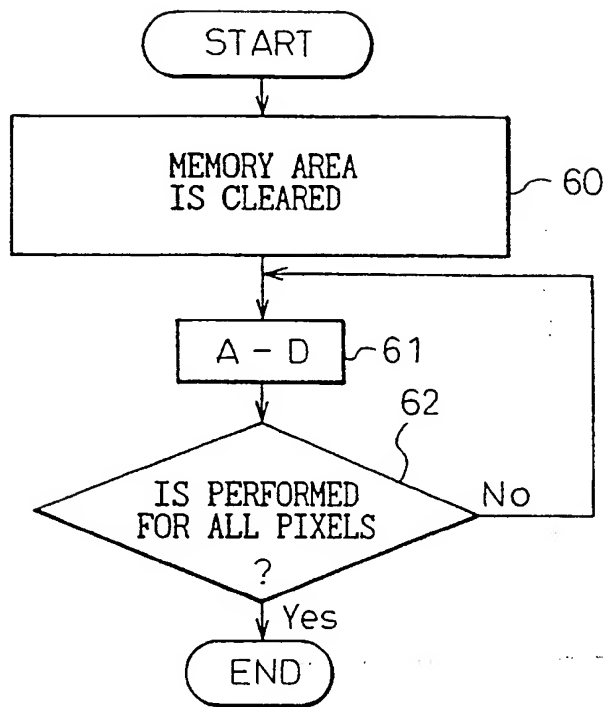 START
MEMORY AREA
IS CLEARED
60
A - D
61
62
IS PERFORMED
FOR ALL PIXELS
?
No
Yes
END